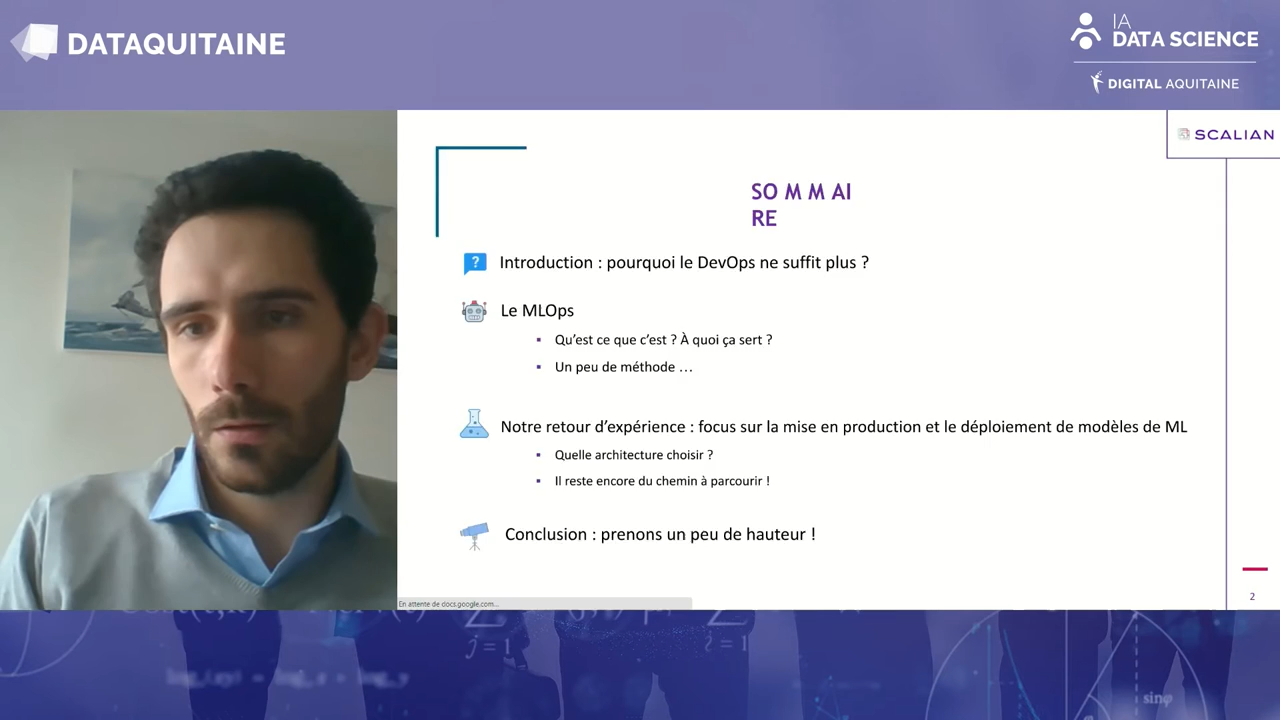 DATAQUITAINE
IA
DATA SCIENCE
DIGITAL AQUITAINE
SCALIAN
SO M M AI
RE
Introduction : pourquoi le DevOps ne suffit plus ?
Le MLOps
▪ Qu’est ce que c’est ? À quoi ça sert ?
▪ Un peu de méthode …
Notre retour d’expérience : focus sur la mise en production et le déploiement de modèles de ML
▪ Quelle architecture choisir ?
▪ Il reste encore du chemin à parcourir !
Conclusion : prenons un peu de hauteur !
2
En attente de docs.google.com...
j=1
i=1
sinφ